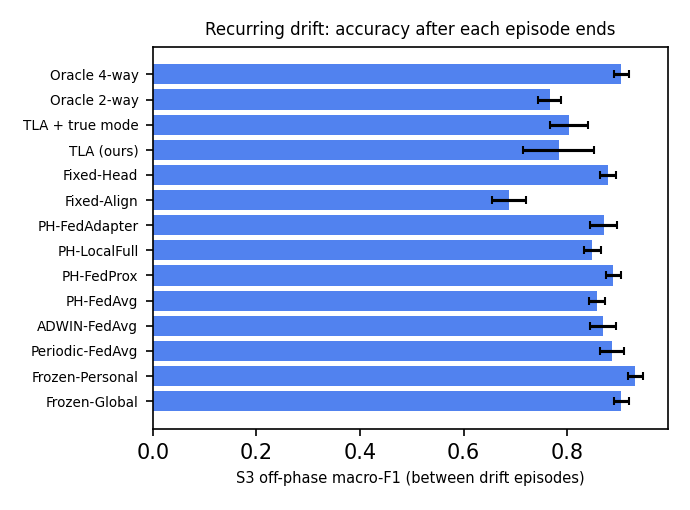 Recurring drift: accuracy after each episode ends
Oracle 4-way
Oracle 2-way
TLA + true mode
TLA (ours)
Fixed-Head
Fixed-Align
PH-FedAdapter
PH-LocalFull
PH-FedProx
PH-FedAvg
ADWIN-FedAvg
Periodic-FedAvg
Frozen-Personal
Frozen-Global
0.0 0.2 0.4 0.6 0.8
S3 off-phase macro-F1 (between drift episodes)